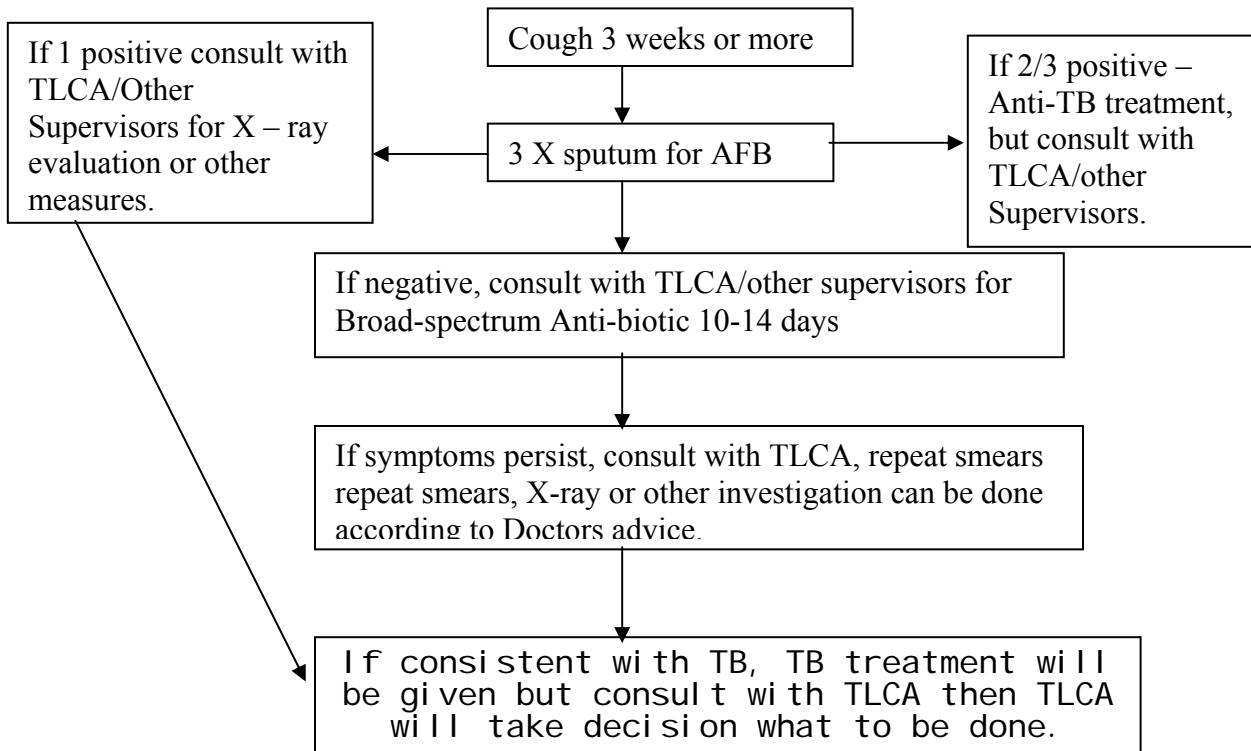 Cough 3 weeks or more
If 1 positive consult with
TLCA/Other
Supervisors for X – ray
evaluation or other
measures.
3 X sputum for AFB
If 2/3 positive –
Anti-TB treatment,
but consult with
TLCA/other
Supervisors.
If negative, consult with TLCA/other supervisors for
Broad-spectrum Anti-biotic 10-14 days
If symptoms persist, consult with TLCA, repeat smears
repeat smears, X-ray or other investigation can be done
according to Doctors advice.
If consistent with TB, TB treatment will
be given but consult with TLCA then TLCA
will take decision what to be done.